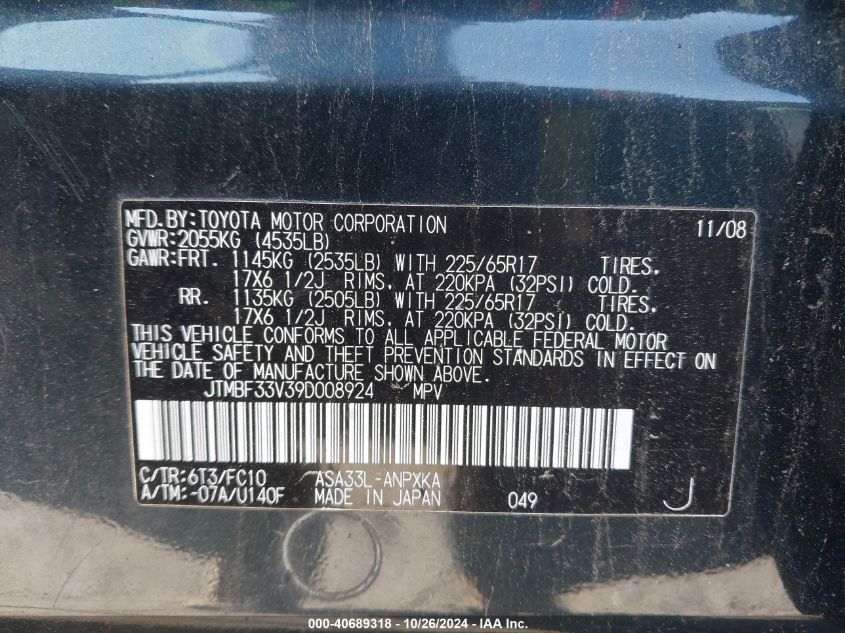 MFD.BY:TOYOTA MOTOR CORPORATION 11/08
GVWR:2055KG (4535LB)
GAWR:FRT. 1145KG (2535LB) WITH 225/65R17 TIRES,
17X6 1/2J RIMS, AT 220KPA (32PSI) COLD.
RR. 1135KG (2505LB) WITH 225/65R17 TIRES,
17X6 1/2J RIMS, AT 220KPA (32PSI) COLD.
THIS VEHICLE CONFORMS TO ALL APPLICABLE FEDERAL MOTOR
VEHICLE SAFETY AND THEFT PREVENTION STANDARDS IN EFFECT ON
THE DATE OF MANUFACTURE SHOWN ABOVE.
JTMBF33V39D008924 MPV
C/TR:6T3/FC10 ASA33L-ANPXKA
A/TM:-07A/U140F MADE IN JAPAN 049 J
000-40689318 - 10/26/2024 - IAA Inc.